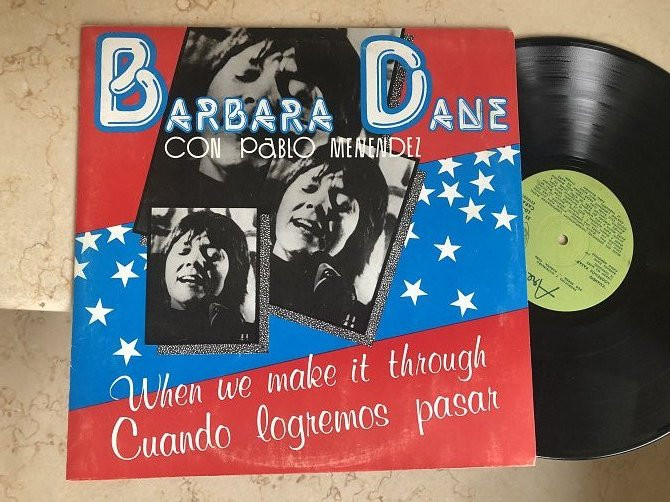 BARBARA DANE
CON PABLO MENENDEZ
When we make it through
Cuando logremos pasar